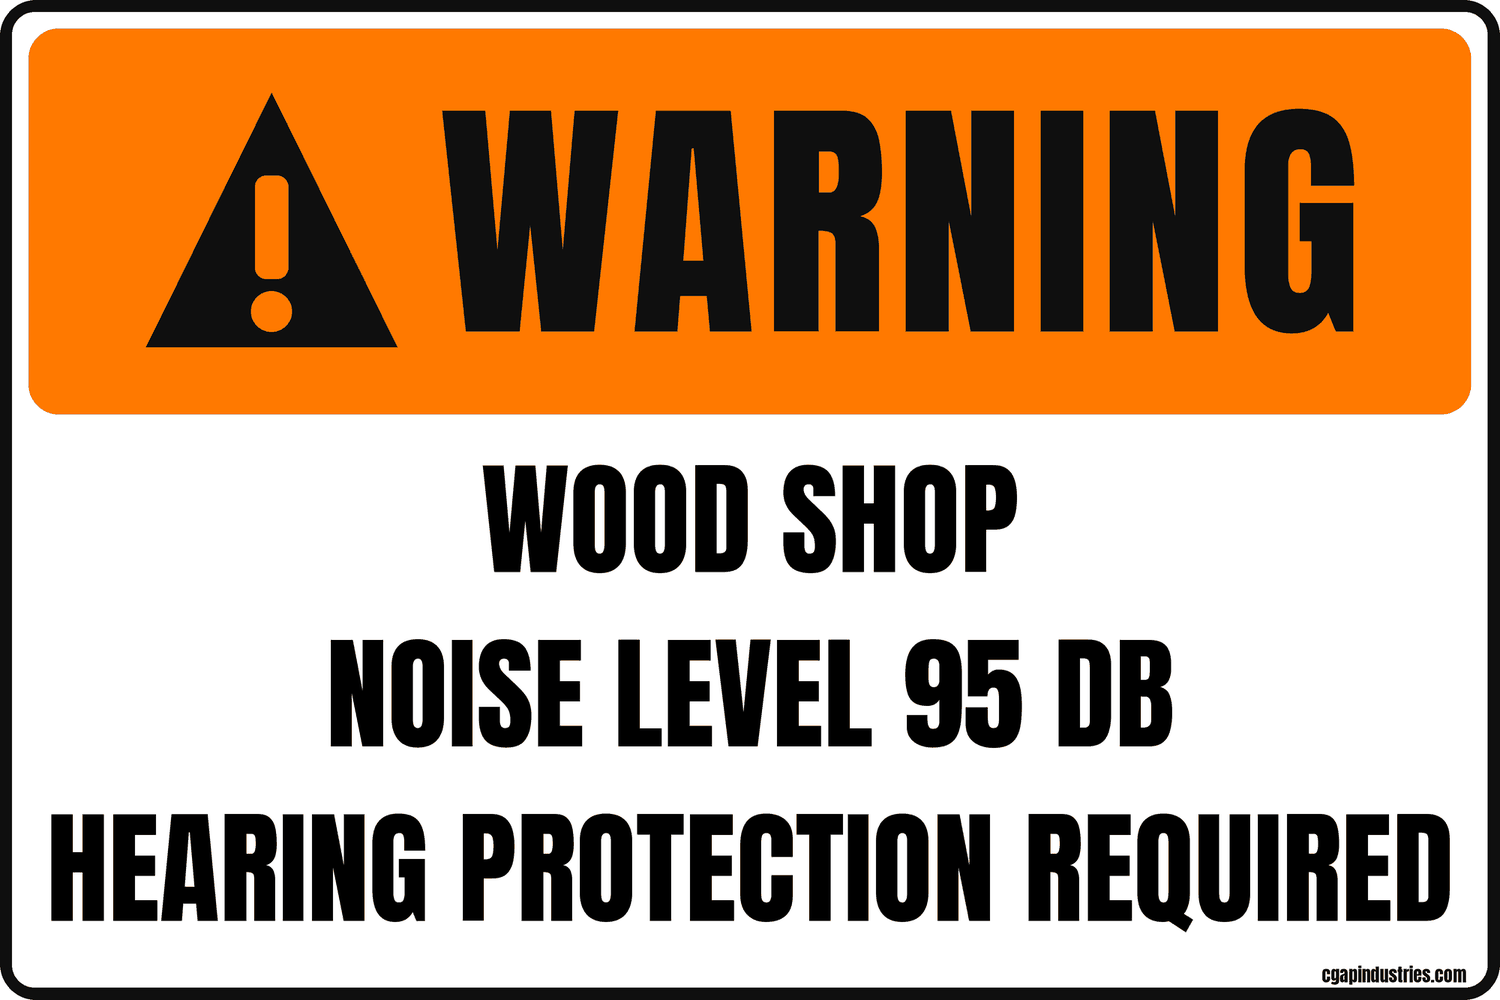 WARNING
WOOD SHOP
NOISE LEVEL 95 DB
HEARING PROTECTION REQUIRED
cgapindustries.com